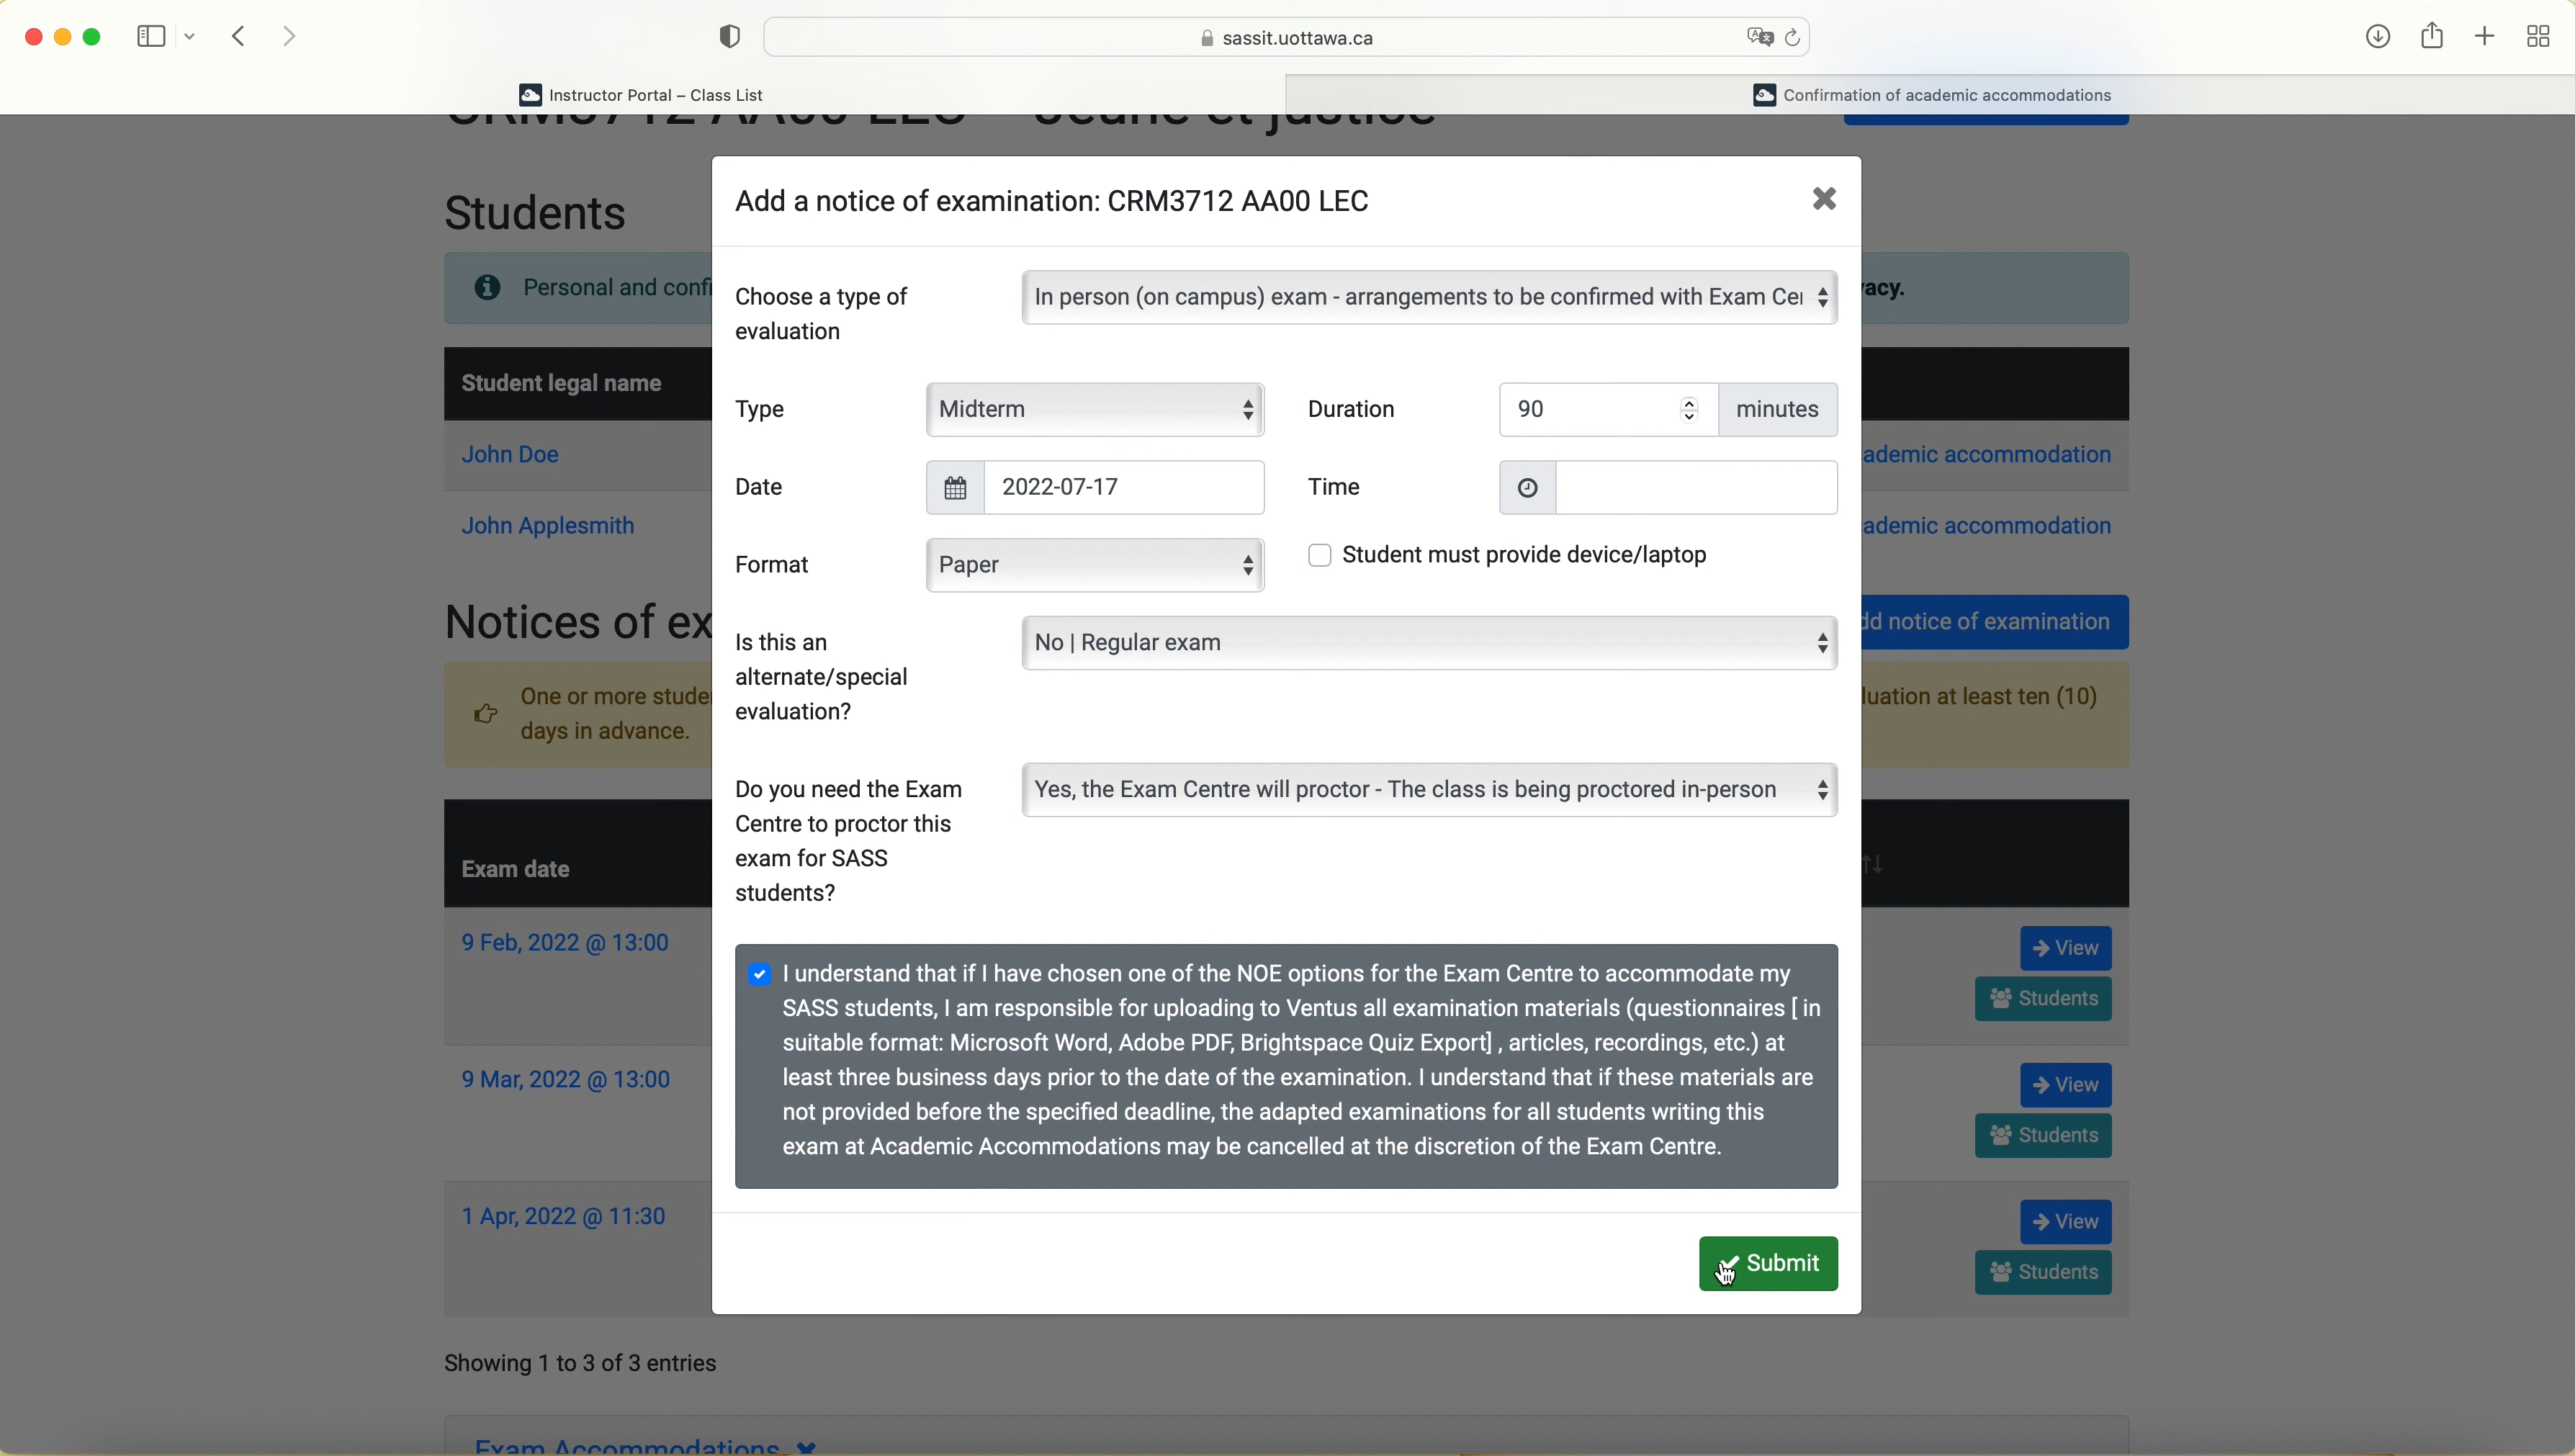 sassit.uottawa.ca
Instructor Portal – Class List
Confirmation of academic accommodations
Students
Personal and confi
acy.
Student legal name
John Doe
ademic accommodation
John Applesmith
ademic accommodation
Notices of ex
dd notice of examination
One or more stude
luation at least ten (10)
days in advance.
Exam date
9 Feb, 2022 @ 13:00
View
Students
9 Mar, 2022 @ 13:00
View
Students
1 Apr, 2022 @ 11:30
View
Students
Showing 1 to 3 of 3 entries
Exam Accommodations
Add a notice of examination: CRM3712 AA00 LEC
Choose a type of
evaluation
In person (on campus) exam - arrangements to be confirmed with Exam Cer
Type
Midterm
Duration
90
minutes
Date
2022-07-17
Time
Format
Paper
Student must provide device/laptop
Is this an
alternate/special
evaluation?
No | Regular exam
Do you need the Exam
Centre to proctor this
exam for SASS
students?
Yes, the Exam Centre will proctor - The class is being proctored in-person
I understand that if I have chosen one of the NOE options for the Exam Centre to accommodate my
SASS students, I am responsible for uploading to Ventus all examination materials (questionnaires [ in
suitable format: Microsoft Word, Adobe PDF, Brightspace Quiz Export] , articles, recordings, etc.) at
least three business days prior to the date of the examination. I understand that if these materials are
not provided before the specified deadline, the adapted examinations for all students writing this
exam at Academic Accommodations may be cancelled at the discretion of the Exam Centre.
Submit